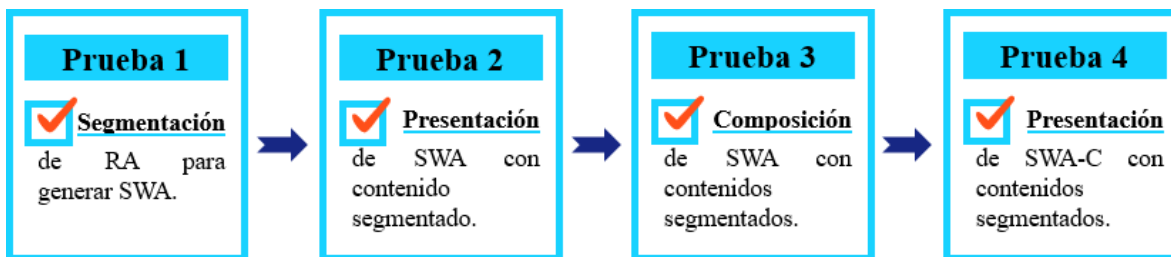 Prueba 1
Segmentación
de RA para
generar SWA.
Prueba 2
Presentación
de SWA con
contenido
segmentado.
Prueba 3
Composición
de SWA con
contenidos
segmentados.
Prueba 4
Presentación
de SWA-C con
contenidos
segmentados.